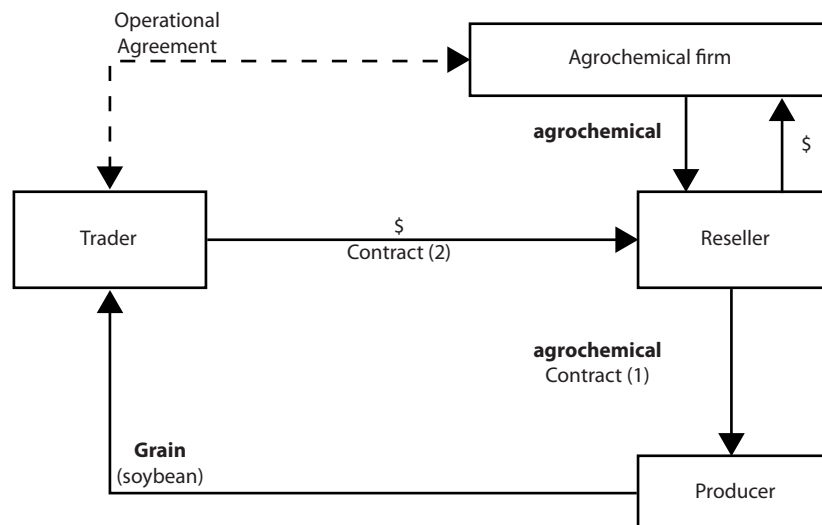 Operational
Agreement
Agrochemical firm
agrochemical
$
Trader
$
Contract (2)
Reseller
agrochemical
Contract (1)
Grain
(soybean)
Producer